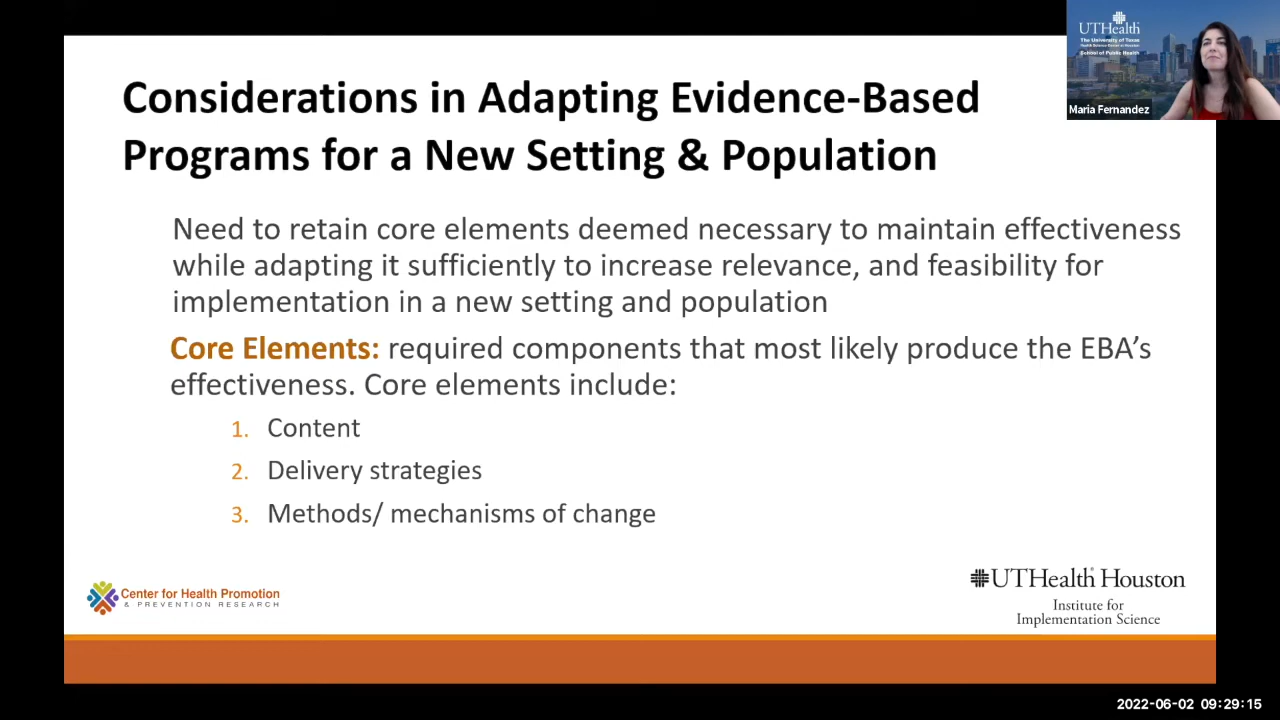 Considerations in Adapting Evidence-Based
Programs for a New Setting & Population
Need to retain core elements deemed necessary to maintain effectiveness
while adapting it sufficiently to increase relevance, and feasibility for
implementation in a new setting and population
Core Elements: required components that most likely produce the EBA's
effectiveness. Core elements include:
1. Content
2. Delivery strategies
3. Methods/ mechanisms of change
Center for Health Promotion
& PREVENTION RESEARCH
UTHealth Houston
Institute for
Implementation Science
UTHealth
The University of Texas
Health Science Center at Houston
School of Public Health
Maria Fernandez
2022-06-02 09:29:15